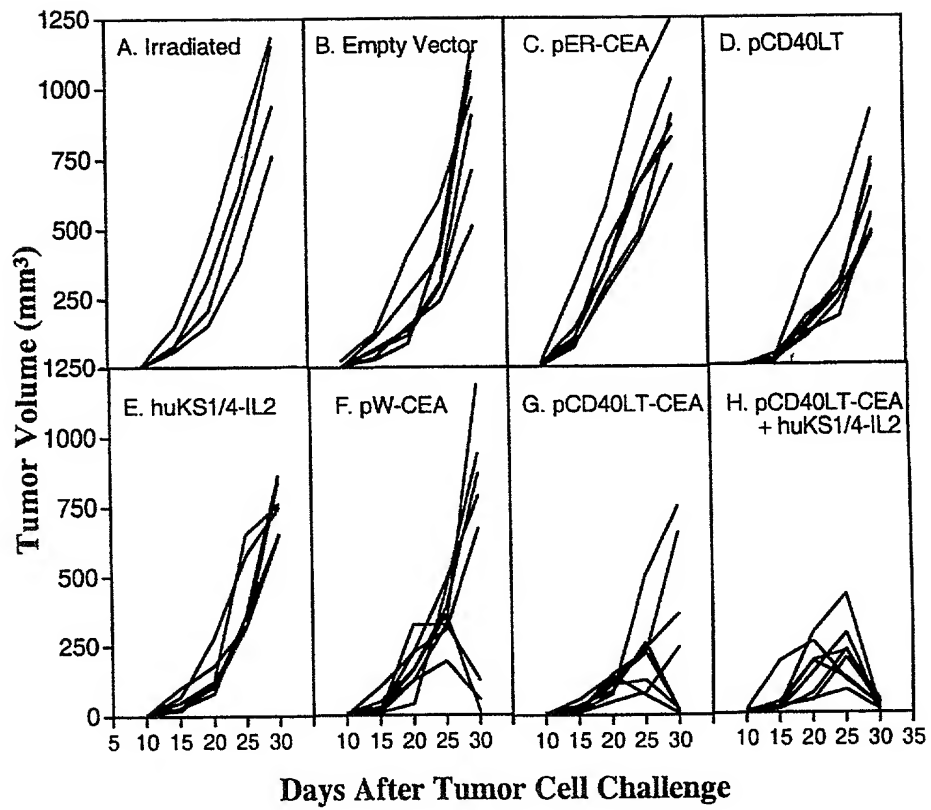 1250
1000
750
500
250
1250
1000
750
500
250
0
Tumor Volume (mm³)
A. Irradiated
B. Empty Vector
C. pER-CEA
D. pCD40LT
E. huKS1/4-IL2
F. pW-CEA
G. pCD40LT-CEA
H. pCD40LT-CEA
+ huKS1/4-IL2
5 10 15 20 25 30 10 15 20 25 30 10 15 20 25 30 10 15 20 25 30 35
Days After Tumor Cell Challenge